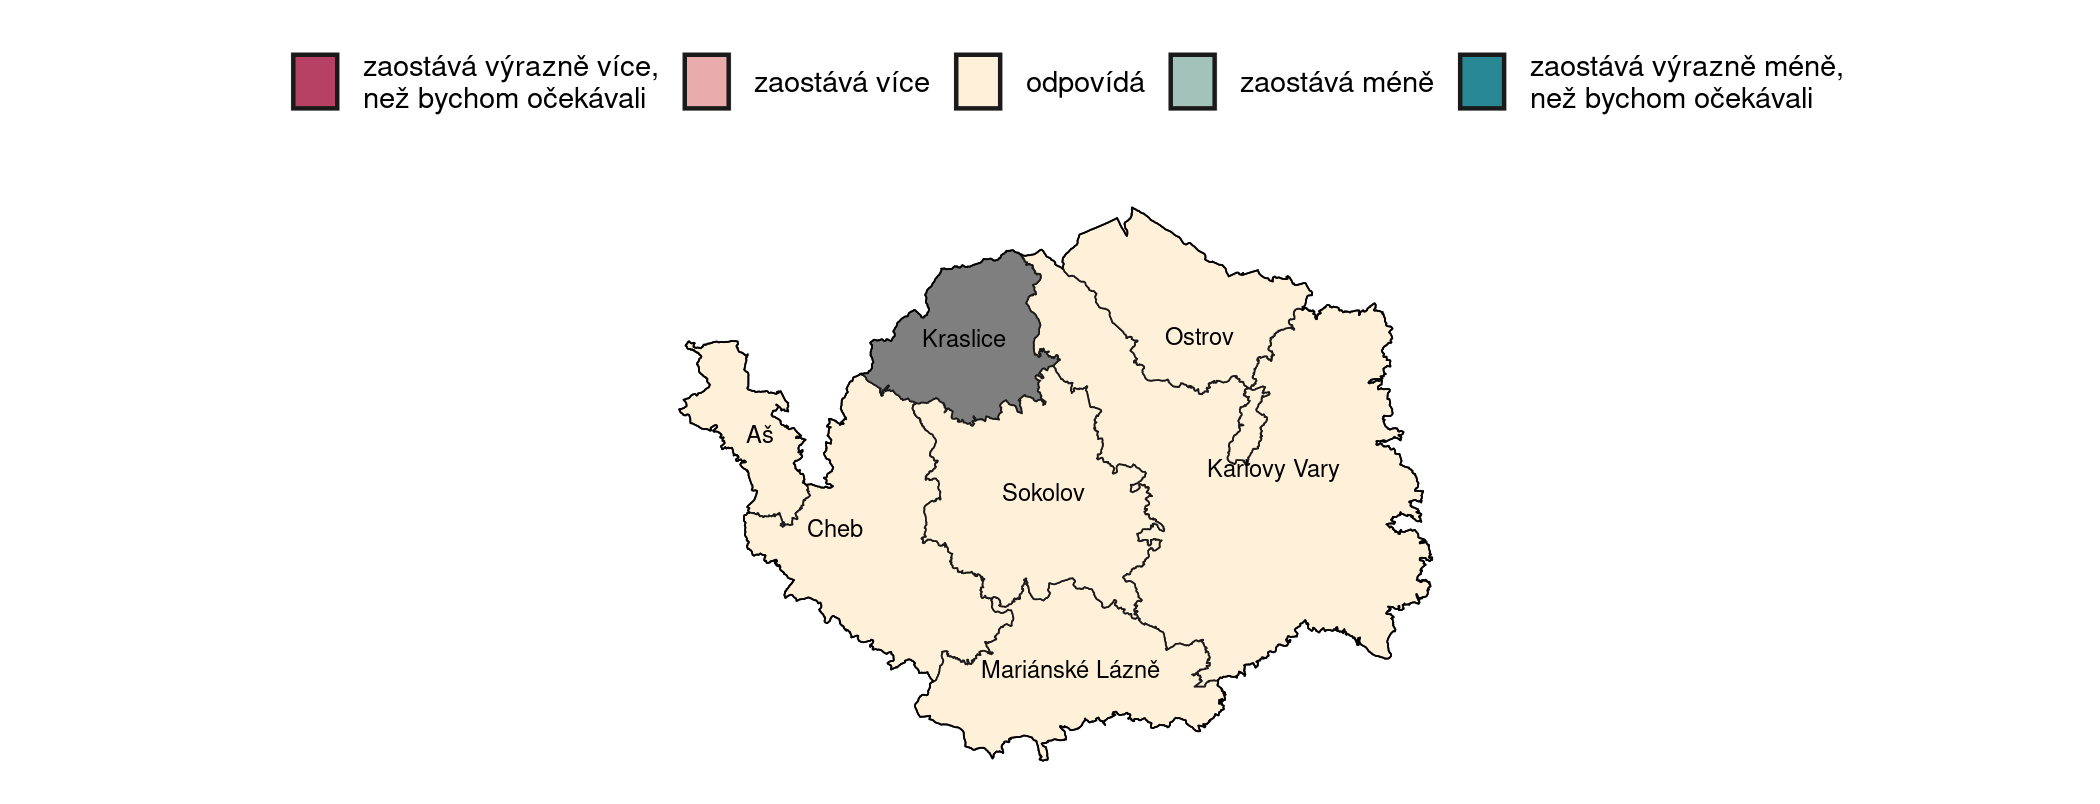 zaostává výrazně více,
než bychom očekávali
zaostává více
odpovídá
zaostává méně
zaostává výrazně méně,
než bychom očekávali
Kraslice
Ostrov
Aš
Karlovy Vary
Sokolov
Cheb
Mariánské Lázně